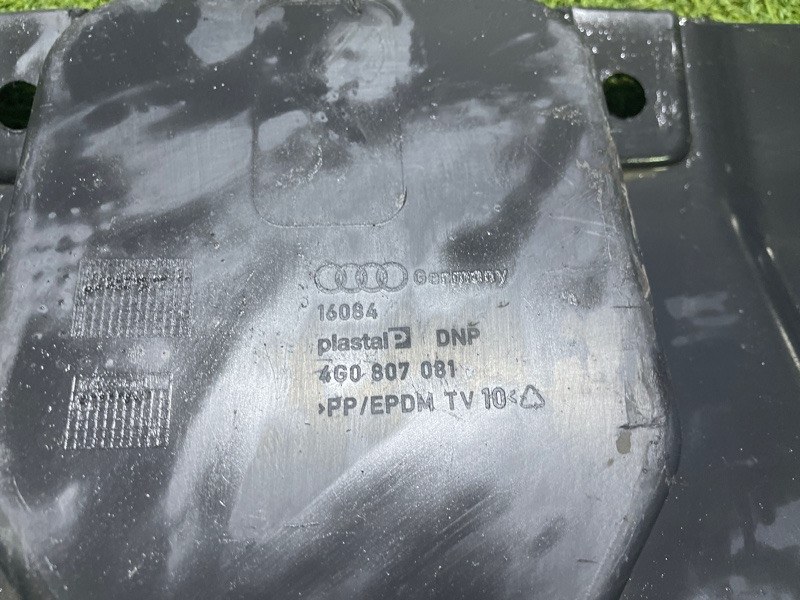 Germany
16084
plastal P DNP
4G0 807 081
>PP/EPDM TV 10<